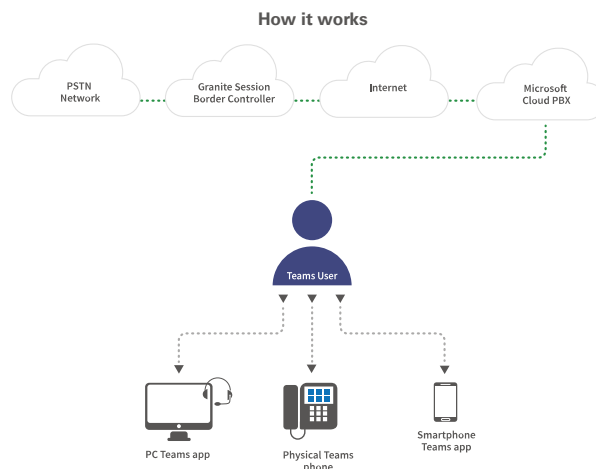 How it works
PSTN
Network
Granite Session
Border Controller
Internet
Microsoft
Cloud PBX
Teams User
PC Teams app
Physical Teams
phone
Smartphone
Teams app